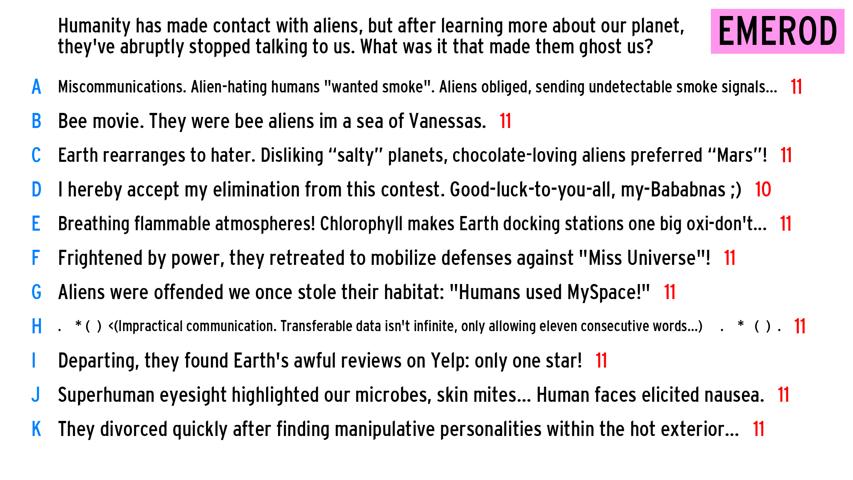 Humanity has made contact with aliens, but after learning more about our planet,
they've abruptly stopped talking to us. What was it that made them ghost us?
EMEROD
A Miscommunications. Alien-hating humans "wanted smoke". Aliens obliged, sending undetectable smoke signals... 11
B Bee movie. They were bee aliens im a sea of Vanessas. 11
C Earth rearranges to hater. Disliking “salty” planets, chocolate-loving aliens preferred “Mars”! 11
D I hereby accept my elimination from this contest. Good-luck-to-you-all, my-Bababnas ;) 10
E Breathing flammable atmospheres! Chlorophyll makes Earth docking stations one big oxi-don't... 11
F Frightened by power, they retreated to mobilize defenses against "Miss Universe"! 11
G Aliens were offended we once stole their habitat: "Humans used MySpace!" 11
H . *( ) <(Impractical communication. Transferable data isn't infinite, only allowing eleven consecutive words...) . * ( ) . 11
I Departing, they found Earth's awful reviews on Yelp: only one star! 11
J Superhuman eyesight highlighted our microbes, skin mites... Human faces elicited nausea. 11
K They divorced quickly after finding manipulative personalities within the hot exterior... 11